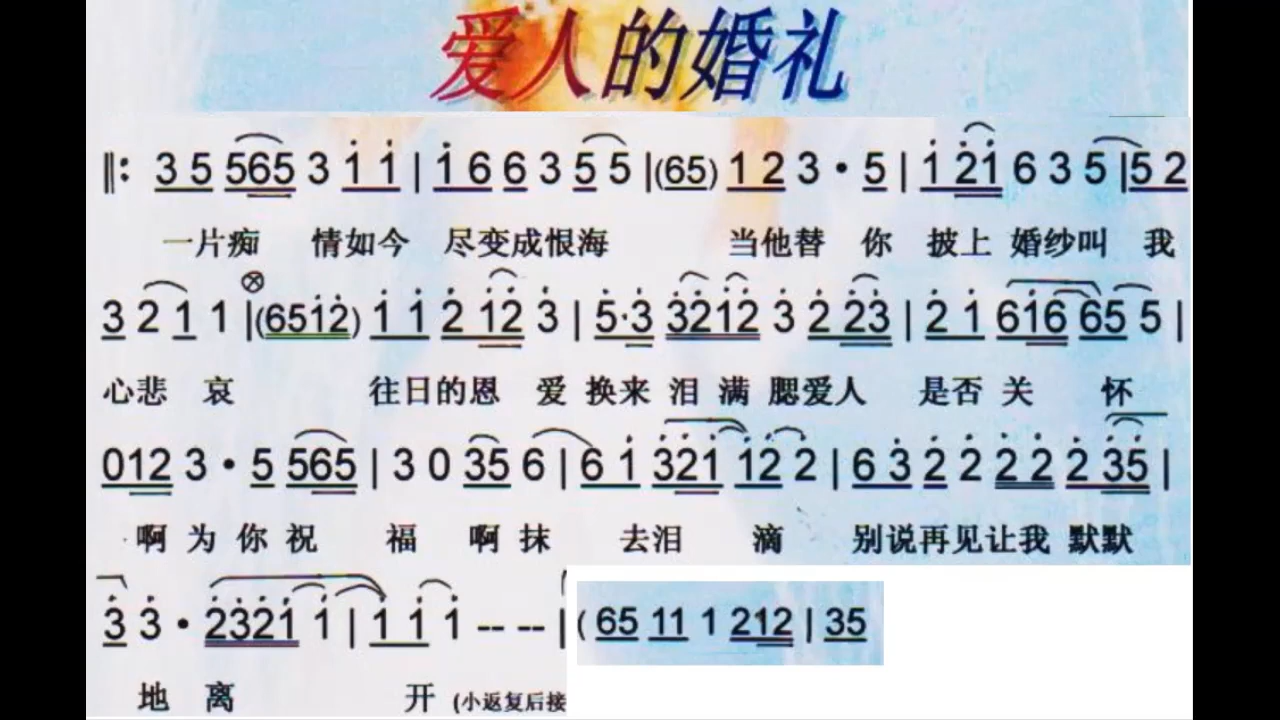 爱人的婚礼
‖: 3 5 565 3 1 1 | 1 6 6 3 5 5 |(65) 1 2 3 · 5 | 1 21 6 3 5 |5 2
一片痴 情如今 尽变成恨海 当他替 你 披上 婚纱叫 我
3 2 1 1 |(6512) 1 1 2 12 3 | 5·3 3212 3 2 23 | 2 1 616 65 5 |
心悲 哀 往日的恩 爱 换来 泪 满 腮爱人 是否 关 怀
012 3 · 5 565 | 3 0 35 6 | 6 1 321 12 2 | 6 3 2 2 2 2 35 |
啊 为 你 祝 福 啊 抹 去泪 滴 别说再见让我 默默
3 3 · 2321 1 | 1 1 1 -- -- | ( 65 11 1 212 | 35
地 离 开 (小返复后接